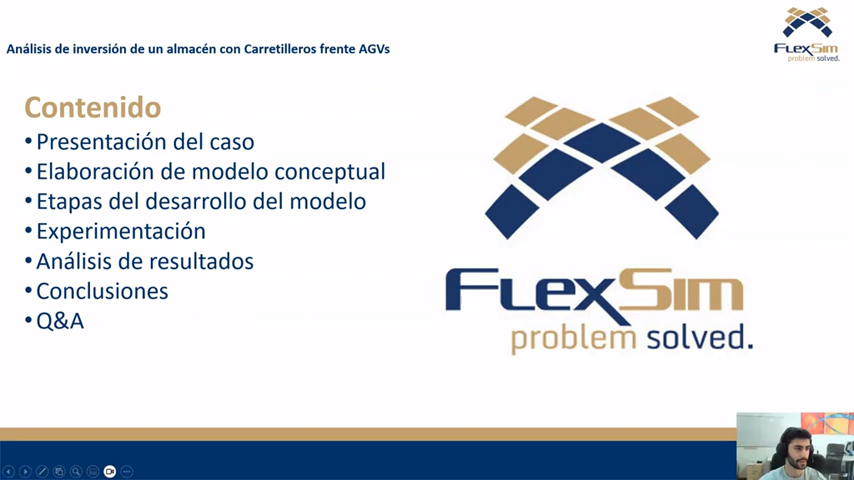 Análisis de inversión de un almacén con Carretilleros frente AGVs
FLEXSIM
problem solved.
Contenido
•Presentación del caso
•Elaboración de modelo conceptual
•Etapas del desarrollo del modelo
•Experimentación
•Análisis de resultados
•Conclusiones
•Q&A
FLEXSIM
problem solved.